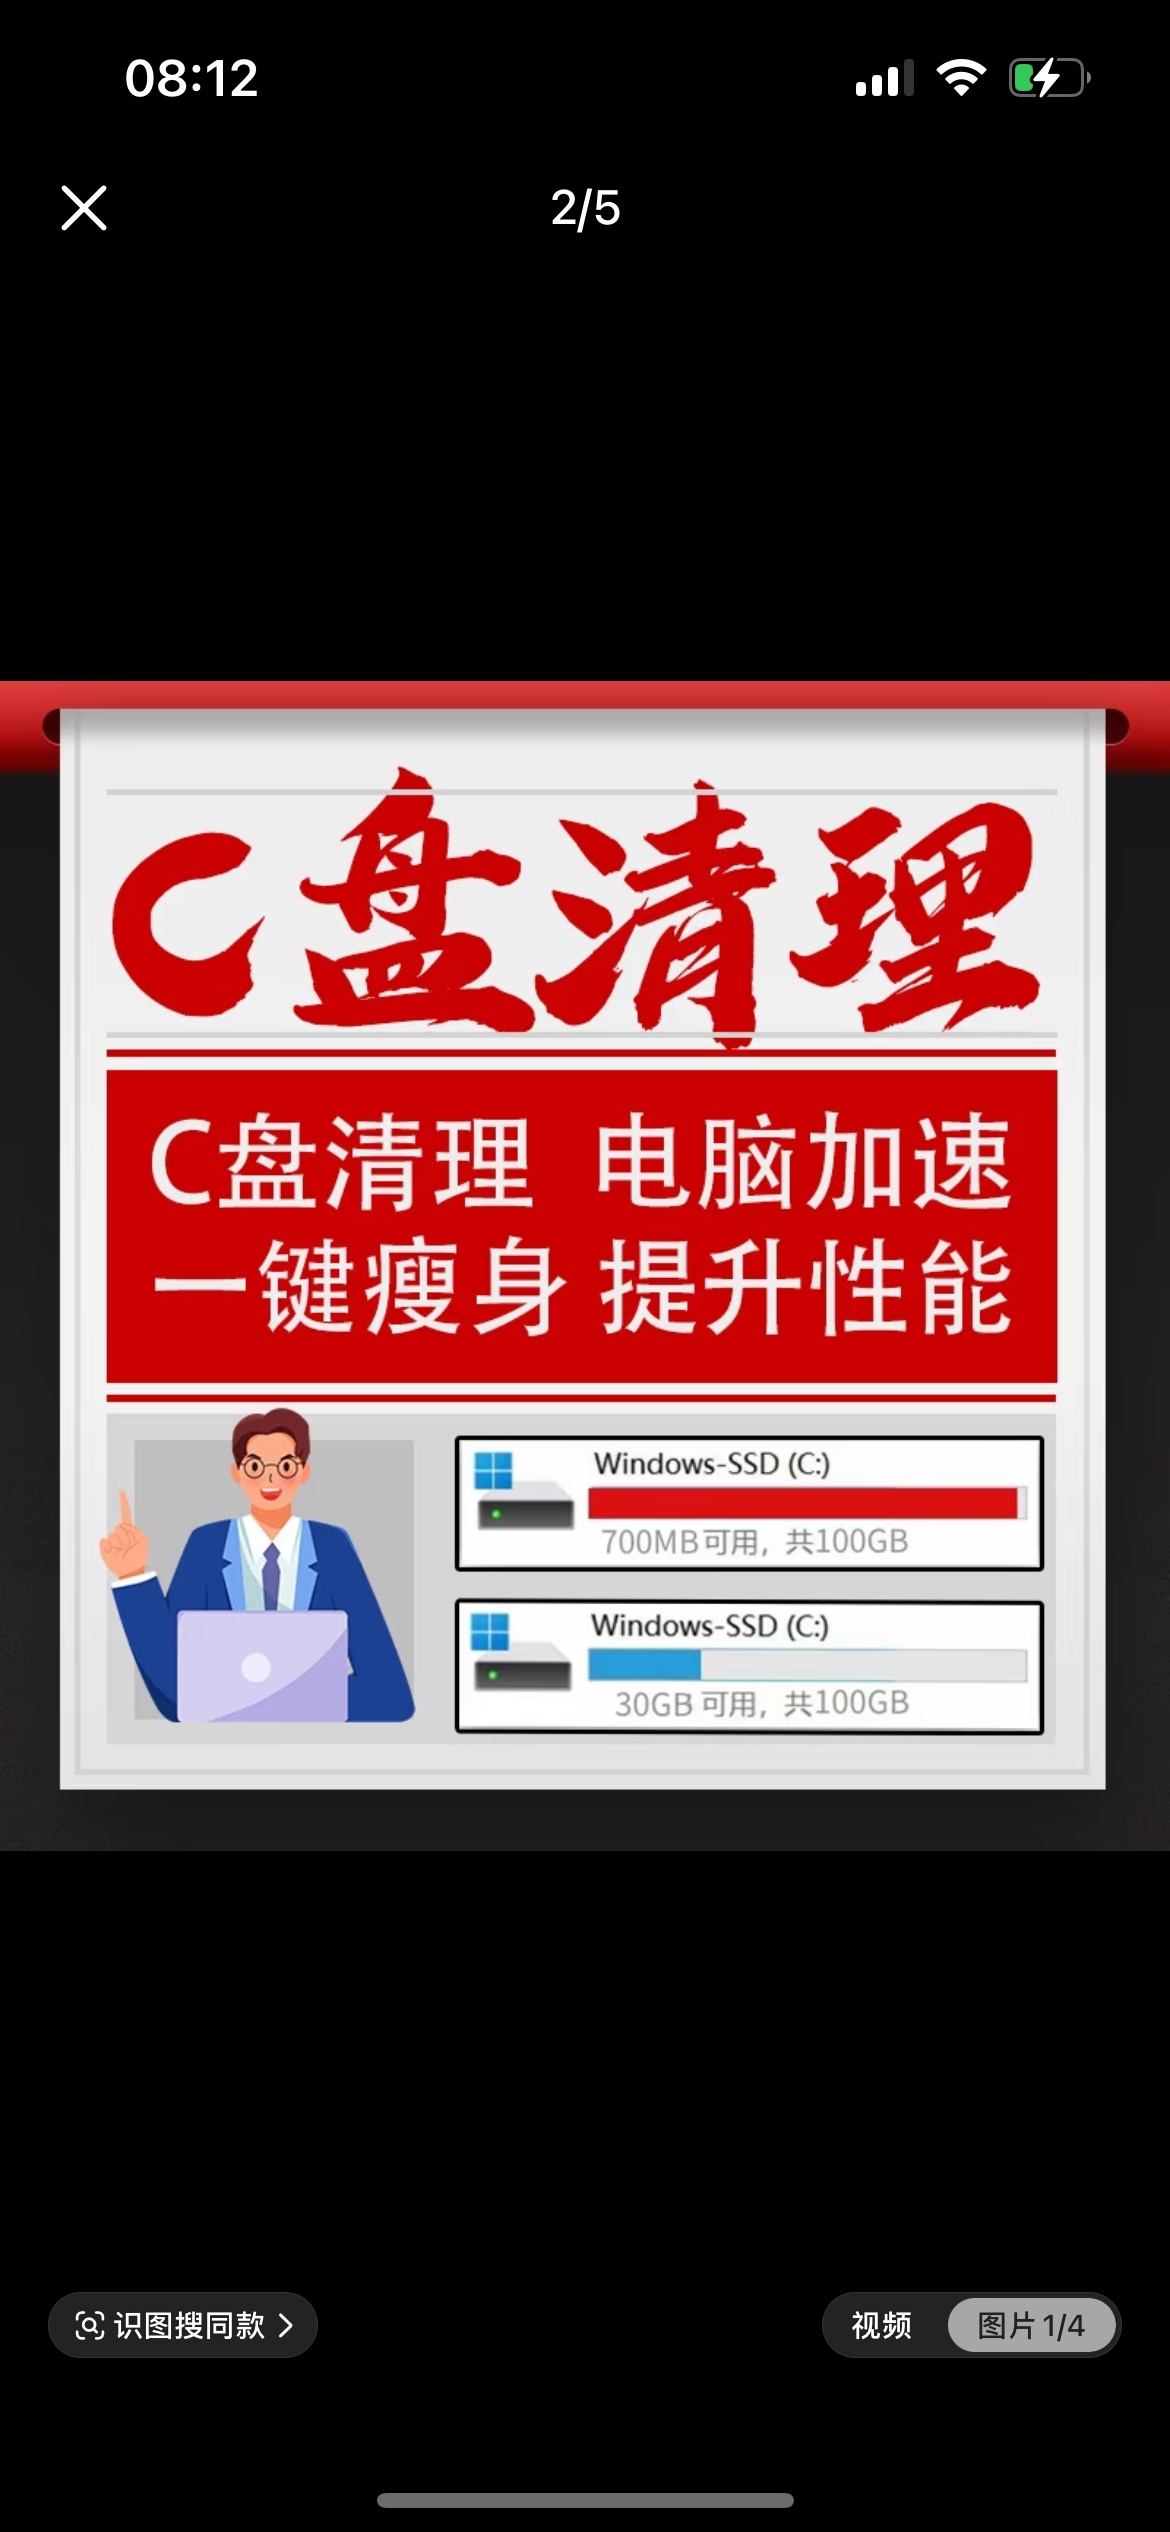 08:12
2/5
C盘清理
C盘清理 电脑加速
一键瘦身 提升性能
Windows-SSD (C:)
700MB可用，共100GB
Windows-SSD (C:)
30GB 可用，共100GB
识图搜同款
视频 图片1/4